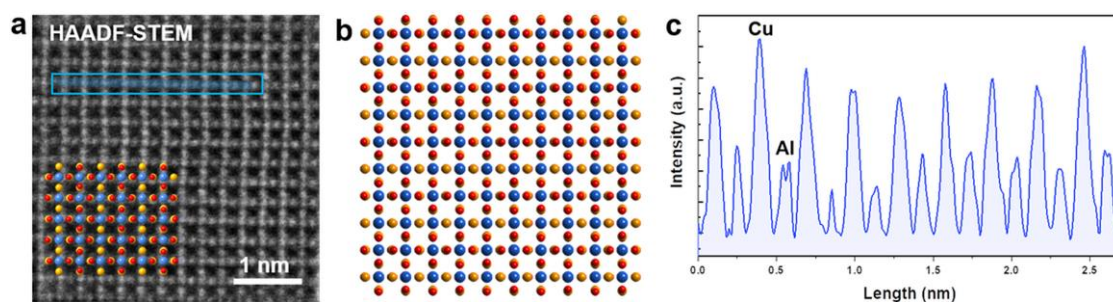 a
HAADF-STEM
1 nm
b
c
Cu
Al
Intensity (a.u.)
0.0 0.5 1.0 1.5 2.0 2.5
Length (nm)